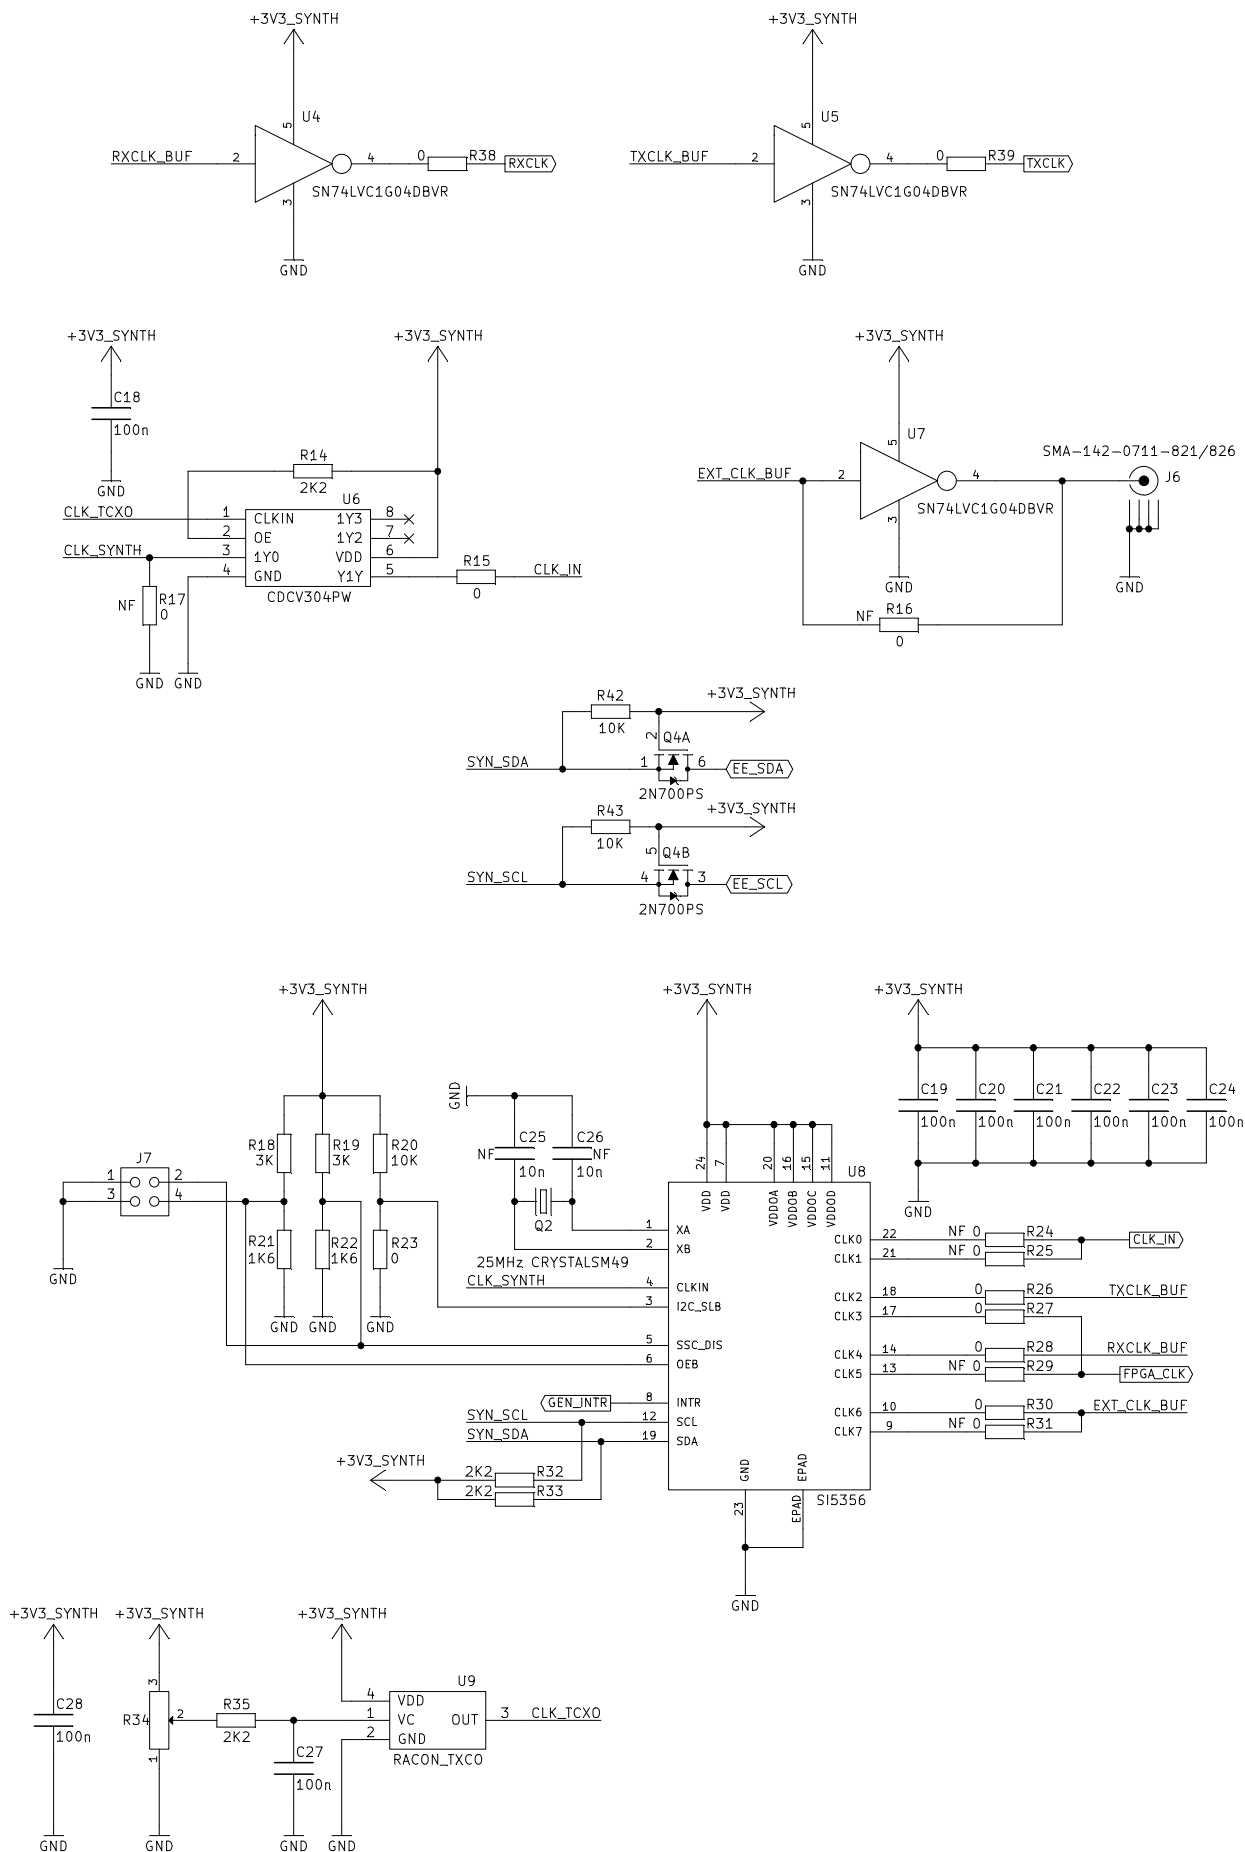 +3V3_SYNTH
+3V3_SYNTH
5
U4
5
U5
RXCLK_BUF
2
4
0
R38
RXCLK
TXCLK_BUF
2
4
0
R39
TXCLK
3
SN74LVC1G04DBVR
3
SN74LVC1G04DBVR
GND
GND
+3V3_SYNTH
+3V3_SYNTH
C18
100n
GND
R14
2K2
U6
CLK_TCXO
1
CLKIN
1Y3
8
2
OE
1Y2
7
CLK_SYNTH
3
1Y0
VDD
6
4
GND
Y1Y
5
R15
0
CLK_IN
CDCV304PW
NF
R17
0
GND
GND
+3V3_SYNTH
5
U7
EXT_CLK_BUF
2
4
SN74LVC1G04DBVR
3
GND
SMA-142-0711-821/826
J6
GND
NF
R16
0
R42
10K
+3V3_SYNTH
2
Q4A
SYN_SDA
1
6
EE_SDA
2N700PS
R43
10K
+3V3_SYNTH
5
Q4B
SYN_SCL
4
3
EE_SCL
2N700PS
+3V3_SYNTH
R18
3K
R19
3K
R20
10K
J7
1
2
3
4
GND
R21
1K6
R22
1K6
R23
0
GND
GND
GND
GND
C25
NF
10n
C26
NF
10n
Q2
25MHz CRYSTALSM49
+3V3_SYNTH
24
7
20
16
15
11
U8
VDD
VDD
VDDOA
VDDOB
VDDOC
VDDOD
1
XA
2
XB
CLK_SYNTH
4
CLKIN
3
I2C_SLB
5
SSC_DIS
6
OEB
GEN_INTR
8
INTR
SYN_SCL
12
SCL
SYN_SDA
19
SDA
+3V3_SYNTH
2K2
R32
2K2
R33
CLK0
22
NF 0
R24
CLK_IN
CLK1
21
NF 0
R25
CLK2
18
0
R26
TXCLK_BUF
CLK3
17
0
R27
CLK4
14
0
R28
RXCLK_BUF
CLK5
13
NF 0
R29
FPGA_CLK
CLK6
10
0
R30
EXT_CLK_BUF
CLK7
9
NF 0
R31
GND
EPAD
23
EPAD
SI5356
GND
+3V3_SYNTH
C19
100n
C20
100n
C21
100n
C22
100n
C23
100n
C24
100n
GND
+3V3_SYNTH
+3V3_SYNTH
+3V3_SYNTH
C28
100n
GND
3
R34
2
1
GND
R35
2K2
C27
100n
GND
U9
4
VDD
1
VC
OUT
3
CLK_TCXO
2
GND
RACON_TXCO
GND